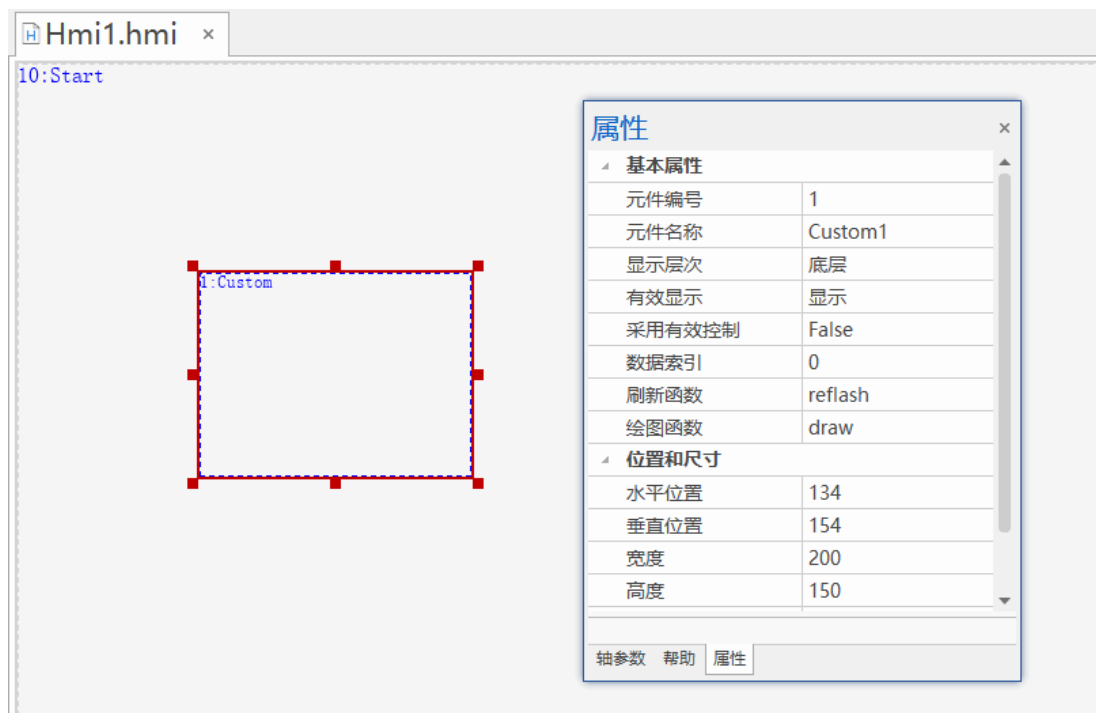 Hmi1.hmi ×
10:Start
属性 ×
基本属性
元件编号 1
元件名称 Custom1
显示层次 底层
有效显示 显示
采用有效控制 False
数据索引 0
刷新函数 reflash
绘图函数 draw
位置和尺寸
水平位置 134
垂直位置 154
宽度 200
高度 150
轴参数 帮助 属性
1:Custom